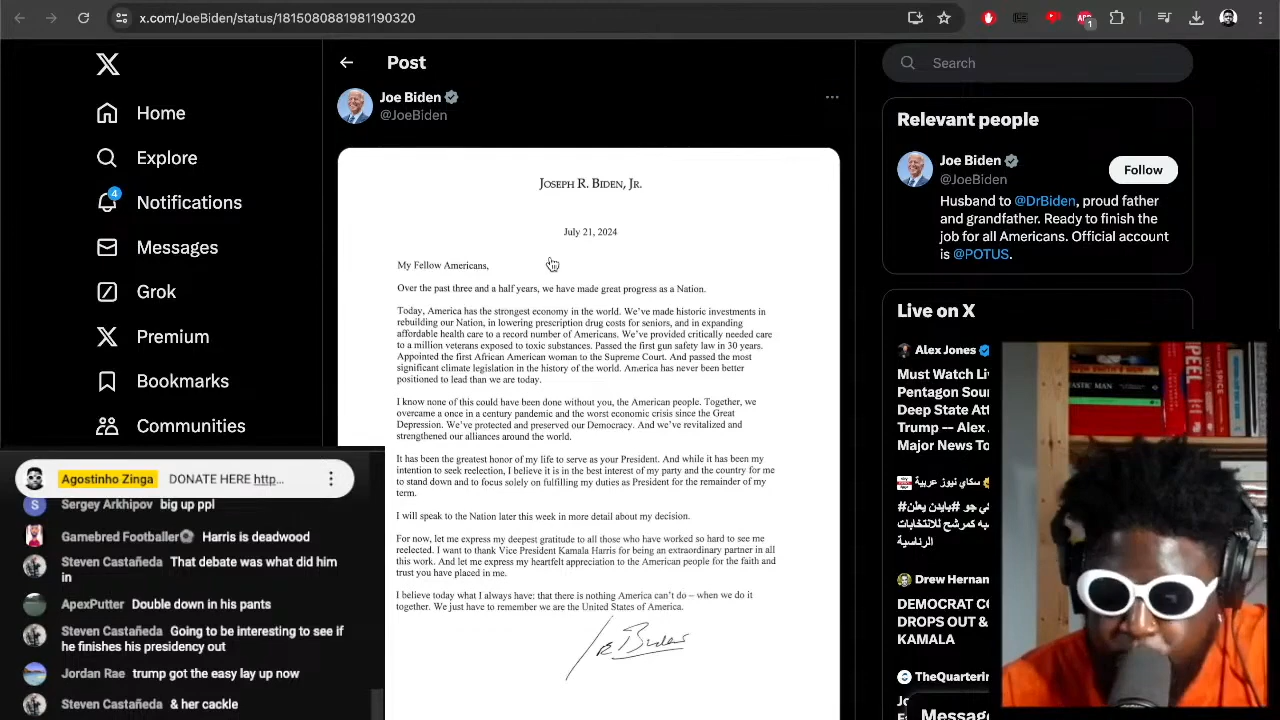 x.com/JoeBiden/status/1815080881981190320
Home
Explore
4
Notifications
Messages
Grok
Premium
Bookmarks
Communities
Post
Joe Biden
@JoeBiden
JOSEPH R. BIDEN, JR.
July 21, 2024
My Fellow Americans,
Over the past three and a half years, we have made great progress as a Nation.
Today, America has the strongest economy in the world. We've made historic investments in
rebuilding our Nation, in lowering prescription drug costs for seniors, and in expanding
affordable health care to a record number of Americans. We've provided critically needed care
to a million veterans exposed to toxic substances. Passed the first gun safety law in 30 years.
Appointed the first African American woman to the Supreme Court. And passed the most
significant climate legislation in the history of the world. America has never been better
positioned to lead than we are today.
I know none of this could have been done without you, the American people. Together, we
overcame a once in a century pandemic and the worst economic crisis since the Great
Depression. We've protected and preserved our Democracy. And we've revitalized and
strengthened our alliances around the world.
It has been the greatest honor of my life to serve as your President. And while it has been my
intention to seek reelection, I believe it is in the best interest of my party and the country for me
to stand down and to focus solely on fulfilling my duties as President for the remainder of my
term.
I will speak to the Nation later this week in more detail about my decision.
For now, let me express my deepest gratitude to all those who have worked so hard to see me
reelected. I want to thank Vice President Kamala Harris for being an extraordinary partner in all
this work. And let me express my heartfelt appreciation to the American people for the faith and
trust you have placed in me.
I believe today what I always have: that there is nothing America can't do – when we do it
together. We just have to remember we are the United States of America.
Search
Relevant people
Joe Biden
@JoeBiden
Follow
Husband to @DrBiden, proud father
and grandfather. Ready to finish the
job for all Americans. Official account
is @POTUS.
Live on X
Alex Jones
Must Watch Liv
Pence
People Sou
Deep State Att
Trump -- Alex J
Major News To
Drew Hernan
DEMOCRAT CO
DROPS OUT &
KAMALA
The Quartering
Messages
Agostinho Zinga DONATE HERE http...
Sergey Arkhipov big up ppl
Gamebred Footballer Harris is deadwood
Steven Castañeda That debate was what did him
in
ApexPutter Double down in his pants
Steven Castañeda Going to be interesting to see if
he finishes his presidency out
Jordan Rae trump got the easy lay up now
Steven Castañeda & her cackle